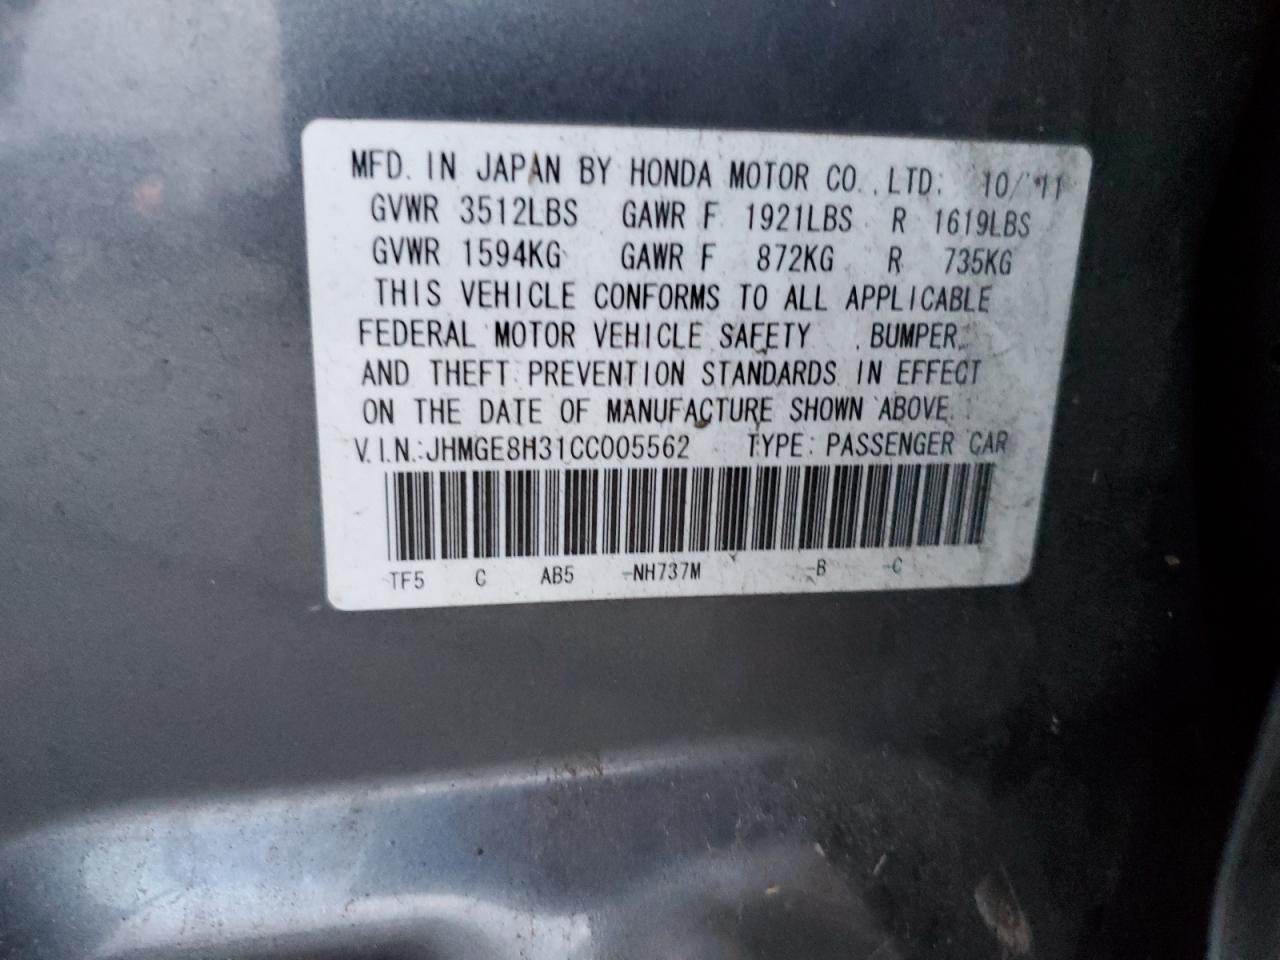 MFD. IN JAPAN BY HONDA MOTOR CO., LTD. 10/11
GVWR 3512LBS GAWR F 1921LBS R 1619LBS
GVWR 1594KG GAWR F 872KG R 735KG
THIS VEHICLE CONFORMS TO ALL APPLICABLE
FEDERAL MOTOR VEHICLE SAFETY , BUMPER,
AND THEFT PREVENTION STANDARDS IN EFFECT
ON THE DATE OF MANUFACTURE SHOWN ABOVE.
V.I.N.:JHMGE8H31CC005562 TYPE: PASSENGER CAR
TF5 C AB5 -NH737M -B -C